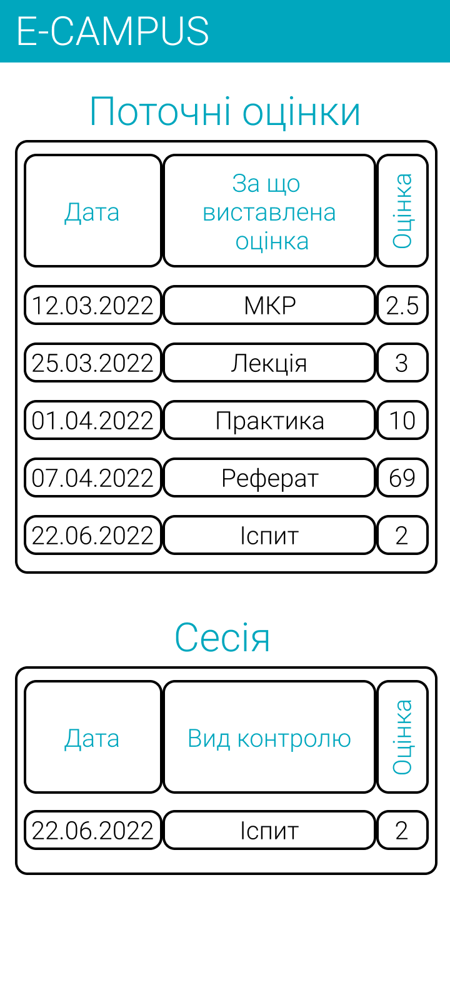 E-CAMPUS
Поточні оцінки
Дата
За що
виставлена
оцінка
Оцінка
12.03.2022 МКР 2.5
25.03.2022 Лекція 3
01.04.2022 Практика 10
07.04.2022 Реферат 69
22.06.2022 Іспит 2
Сесія
Дата Вид контролю Оцінка
22.06.2022 Іспит 2